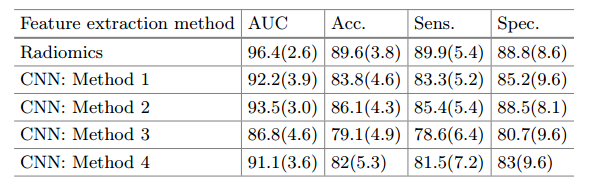 Feature extraction method AUC Acc. Sens. Spec.
Radiomics 96.4(2.6) 89.6(3.8) 89.9(5.4) 88.8(8.6)
CNN: Method 1 92.2(3.9) 83.8(4.6) 83.3(5.2) 85.2(9.6)
CNN: Method 2 93.5(3.0) 86.1(4.3) 85.4(5.4) 88.5(8.1)
CNN: Method 3 86.8(4.6) 79.1(4.9) 78.6(6.4) 80.7(9.6)
CNN: Method 4 91.1(3.6) 82(5.3) 81.5(7.2) 83(9.6)